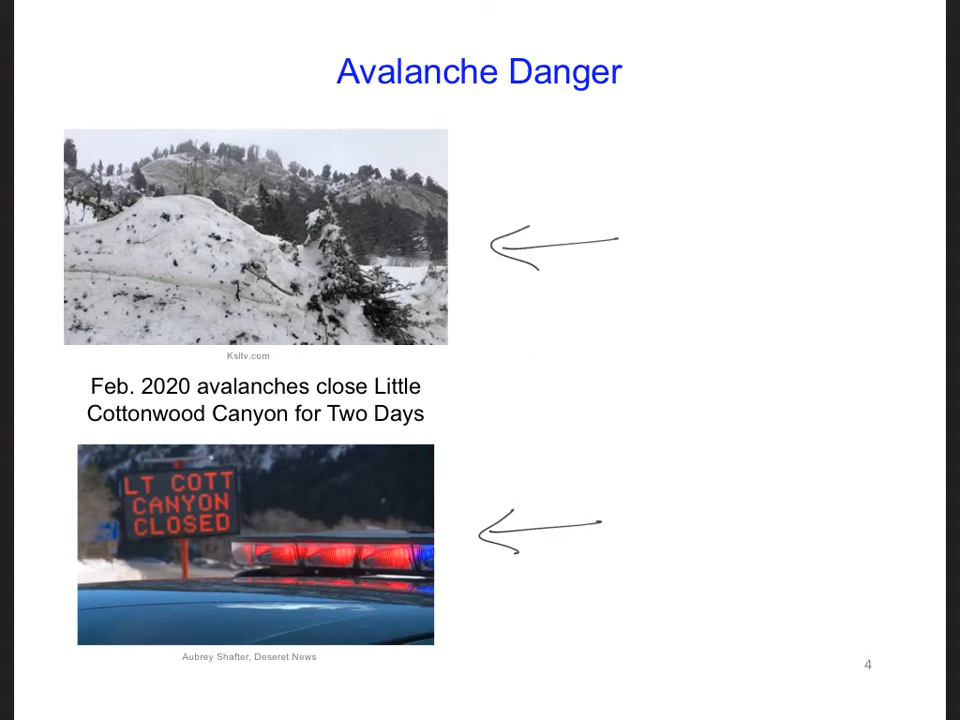 Avalanche Danger
Ksltv.com
Feb. 2020 avalanches close Little
Cottonwood Canyon for Two Days
LT COTT
CANYON
CLOSED
Aubrey Shafter, Deseret News
4